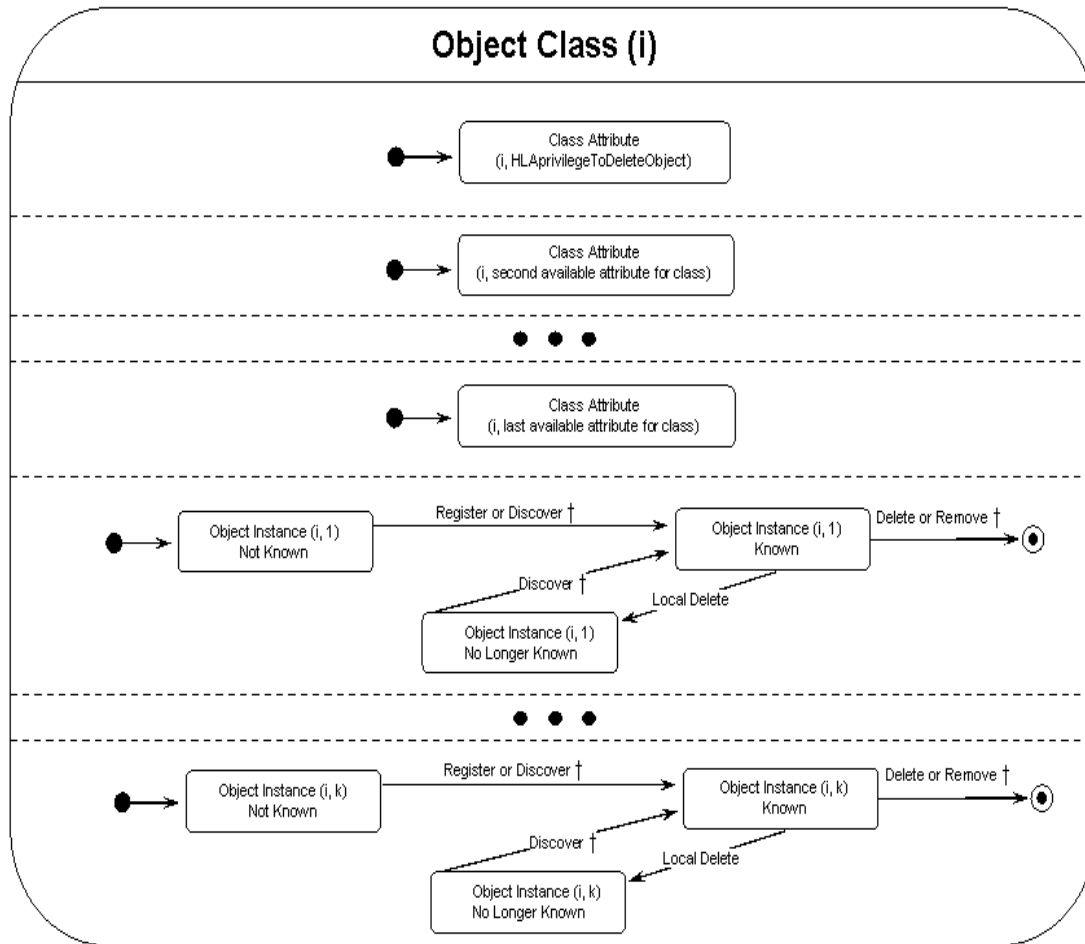 Object Class (i)
Class Attribute
(i, HLAprivilegeToDeleteObject)
Class Attribute
(i, second available attribute for class)
Class Attribute
(i, last available attribute for class)
Object Instance (i, 1)
Not Known
Register or Discover †
Object Instance (i, 1)
Known
Delete or Remove †
Discover †
Local Delete
Object Instance (i, 1)
No Longer Known
Object Instance (i, k)
Not Known
Register or Discover †
Object Instance (i, k)
Known
Delete or Remove †
Discover †
Local Delete
Object Instance (i, k)
No Longer Known